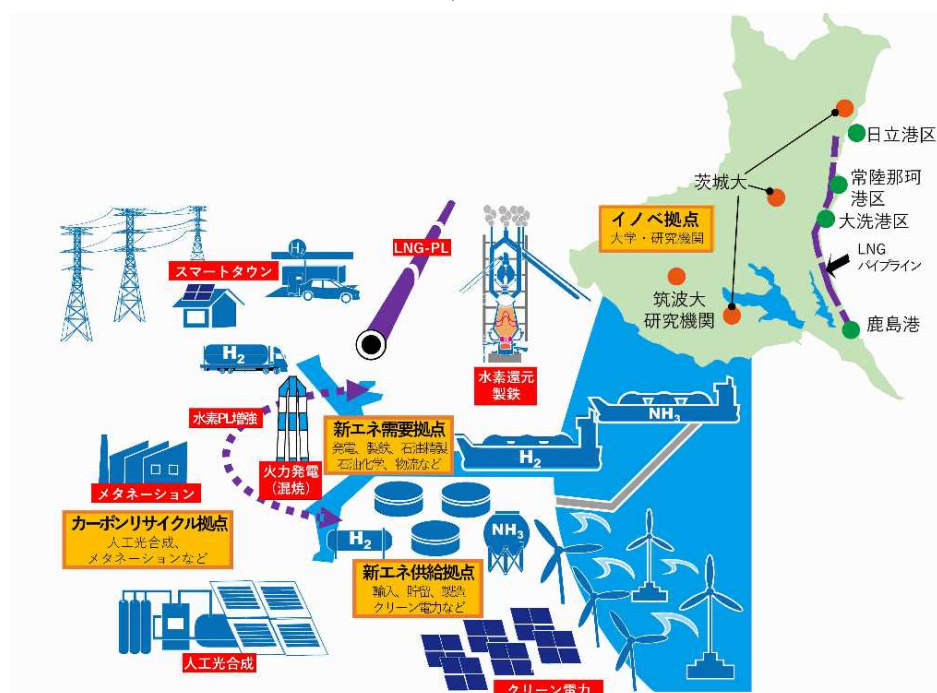 日立港区
茨城大
常陸那珂
港区
イノベ拠点
大学・研究機関
大洗港区
LNG
パイプライン
筑波大
研究機関
鹿島港
LNG-PL
スマートタウン
H
H₂
水素還元
製鉄
NH₃
水素PL増強
新エネ需要拠点
発電、製鉄、石油精製
石油化学、物流など
H₂
火力発電
（混焼）
メタネーション
カーボンリサイクル拠点
人工光合成、
メタネーションなど
H₂
NH₃
新エネ供給拠点
輸入、貯留、製造
クリーン電力など
人工光合成
クリーン電力